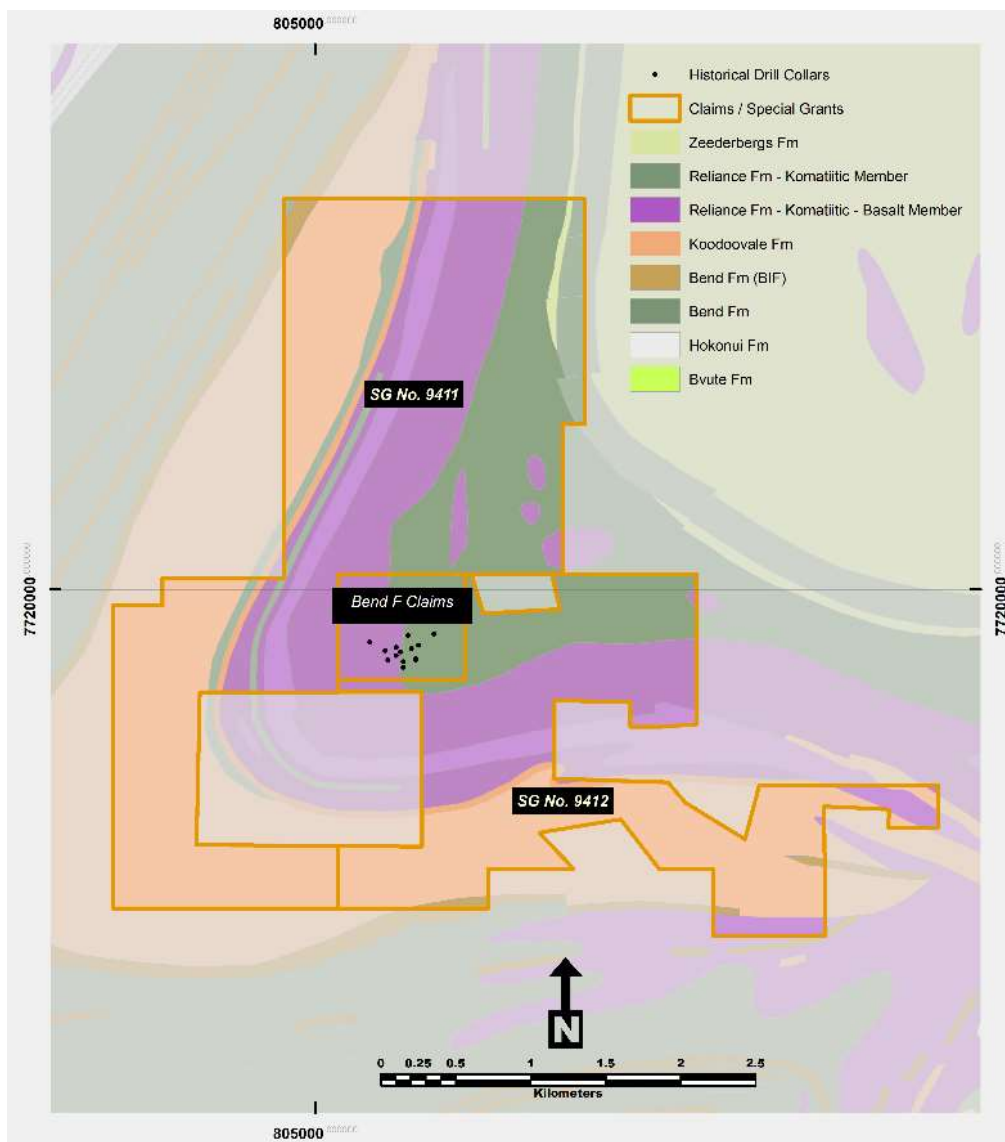 805000
Historical Drill Collars
Claims / Special Grants
Zeederbergs Fm
Reliance Fm - Komatiitic Member
Reliance Fm - Komatiitic - Basalt Member
Koodoovale Fm
Bend Fm (BIF)
Bend Fm
Hokonui Fm
Bvute Fm
SG No. 9411
7720000
7720000
Bend F Claims
SG No. 9412
N
0 0.25 0.5 1 1.5 2 2.5
Kilometers
805000